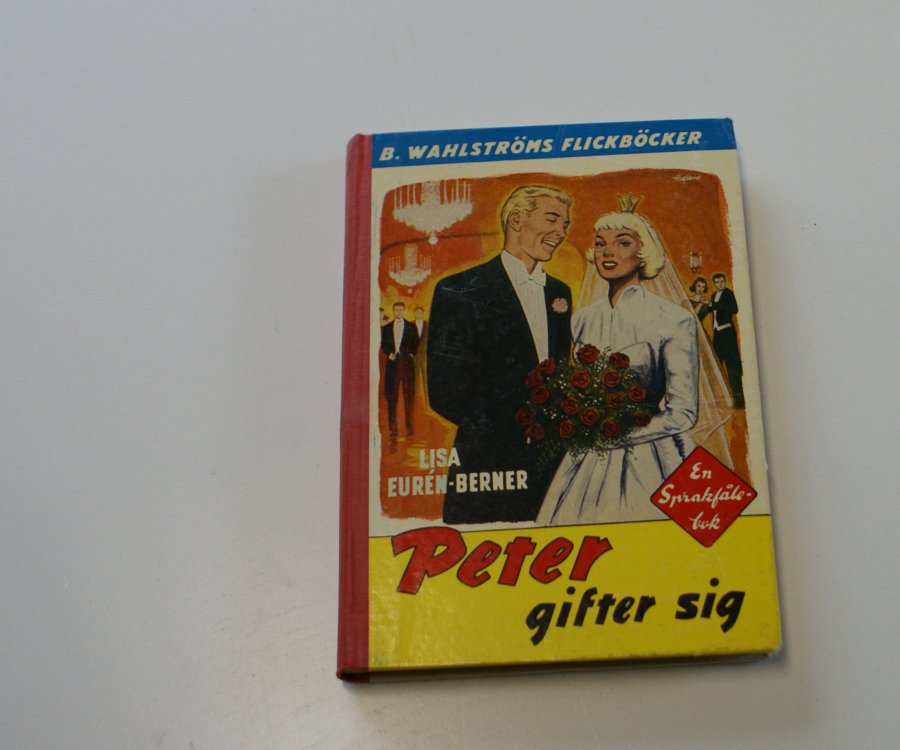 B. WAHLSTRÖMS FLICKBÖCKER
LISA
EURÉN-BERNER
En
Sprakfåle-
bok
Peter
gifter sig